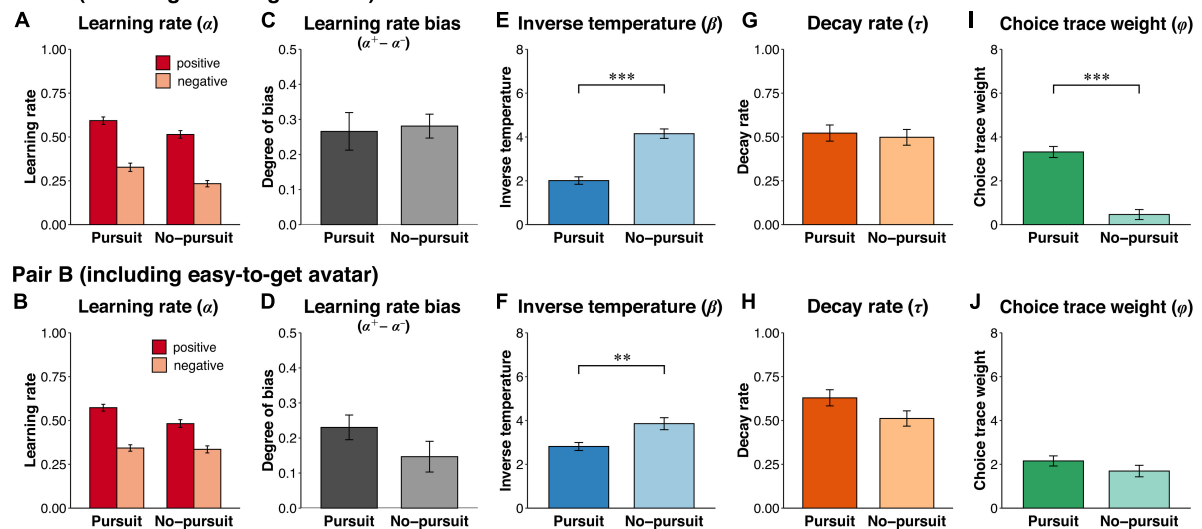 A Learning rate (α)
1.00
0.75
0.50
0.25
0.00
Learning rate
positive
negative
Pursuit No–pursuit
C Learning rate bias
(α⁺ – α⁻)
0.5
0.4
0.3
0.2
0.1
0.0
Degree of bias
Pursuit No–pursuit
E Inverse temperature (β)
8
6
4
2
0
Inverse temperature
***
Pursuit No–pursuit
G Decay rate (τ)
1.00
0.75
0.50
0.25
0.00
Decay rate
Pursuit No–pursuit
I Choice trace weight (φ)
8
6
4
2
0
Choice trace weight
***
Pursuit No–pursuit
Pair B (including easy-to-get avatar)
B Learning rate (α)
1.00
0.75
0.50
0.25
0.00
Learning rate
positive
negative
Pursuit No–pursuit
D Learning rate bias
(α⁺ – α⁻)
0.5
0.4
0.3
0.2
0.1
0.0
Degree of bias
Pursuit No–pursuit
F Inverse temperature (β)
8
6
4
2
0
Inverse temperature
**
Pursuit No–pursuit
H Decay rate (τ)
1.00
0.75
0.50
0.25
0.00
Decay rate
Pursuit No–pursuit
J Choice trace weight (φ)
8
6
4
2
0
Choice trace weight
Pursuit No–pursuit